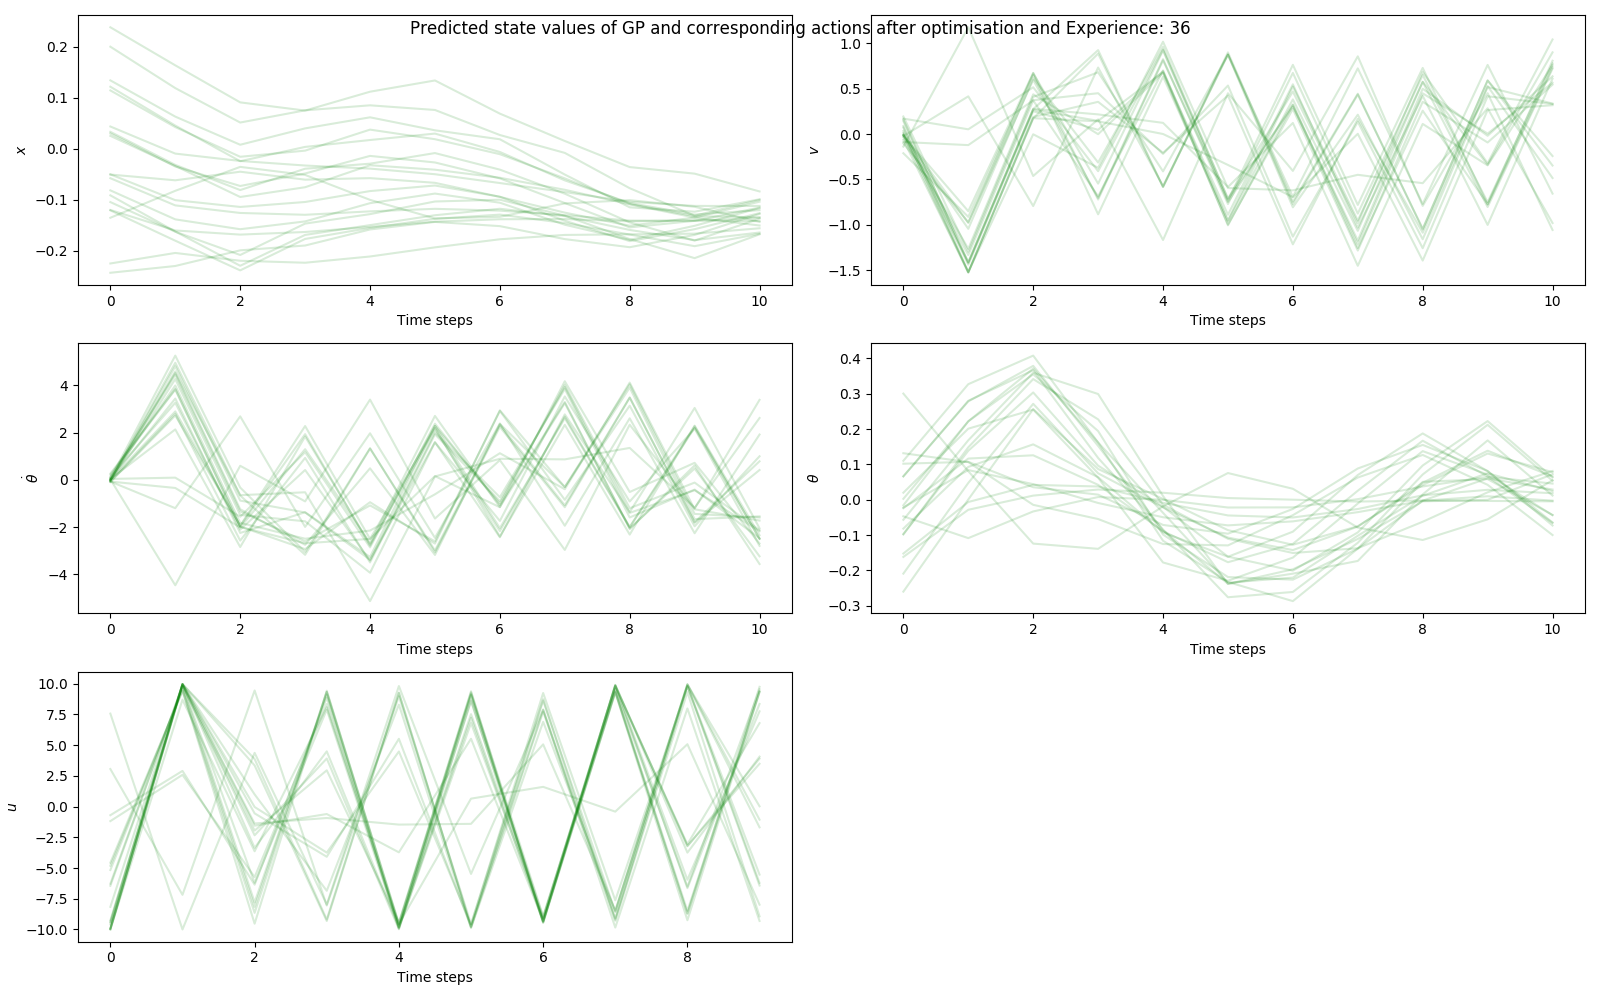 Predicted state values of GP and corresponding actions after optimisation and Experience: 36
0.2
0.1
0.0
−0.1
−0.2
x
0 2 4 6 8 10
Time steps
1.0
0.5
0.0
−0.5
−1.0
−1.5
v
0 2 4 6 8 10
Time steps
4
2
0
−2
−4
θ̇
0 2 4 6 8 10
Time steps
0.4
0.3
0.2
0.1
0.0
−0.1
−0.2
−0.3
θ
0 2 4 6 8 10
Time steps
10.0
7.5
5.0
2.5
0.0
−2.5
−5.0
−7.5
−10.0
u
0 2 4 6 8
Time steps